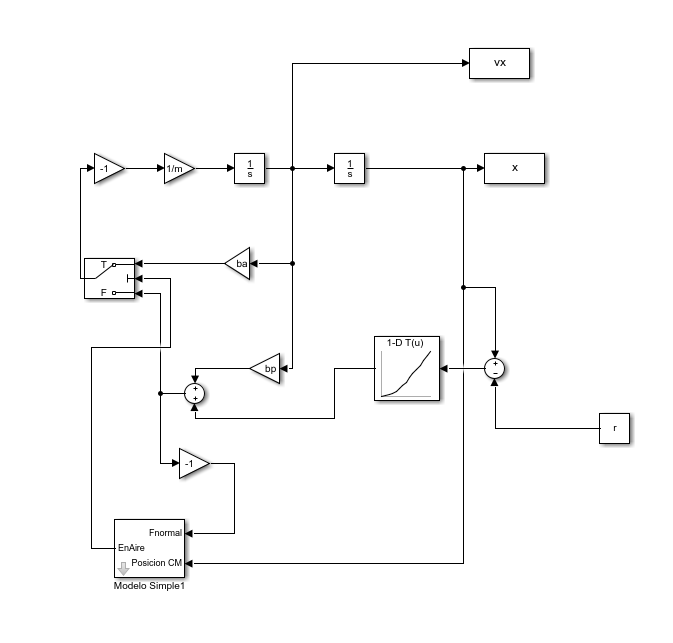 vx
-1
1/m
1
s
1
s
x
T
F
ba
1-D T(u)
bp
+
+
+
−
r
-1
Fnormal
EnAire
Posicion CM
Modelo Simple1